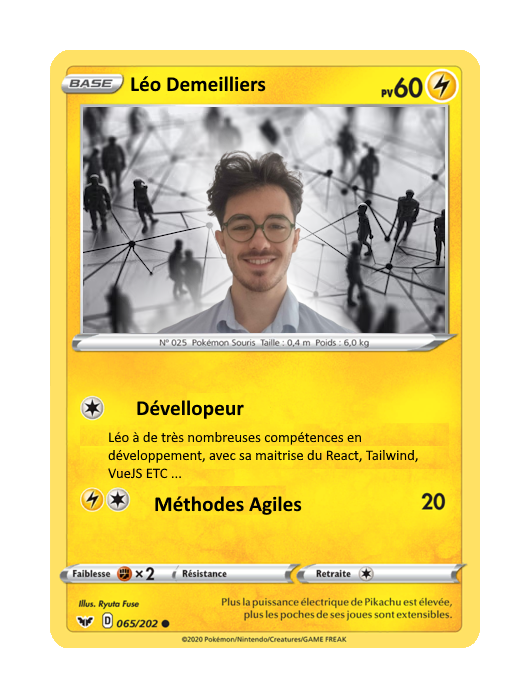 BASE Léo Demeilliers PV60
N° 025 Pokémon Souris Taille : 0,4 m Poids : 6,0 kg
Dévellopeur
Léo à de très nombreuses compétences en
développement, avec sa maitrise du React, Tailwind,
VueJS ETC ...
Méthodes Agiles 20
Faiblesse ×2 Résistance Retraite
Illus. Ryuta Fuse
Plus la puissance électrique de Pikachu est élevée,
plus les poches de ses joues sont extensibles.
D 065/202
©2020 Pokémon/Nintendo/Creatures/GAME FREAK